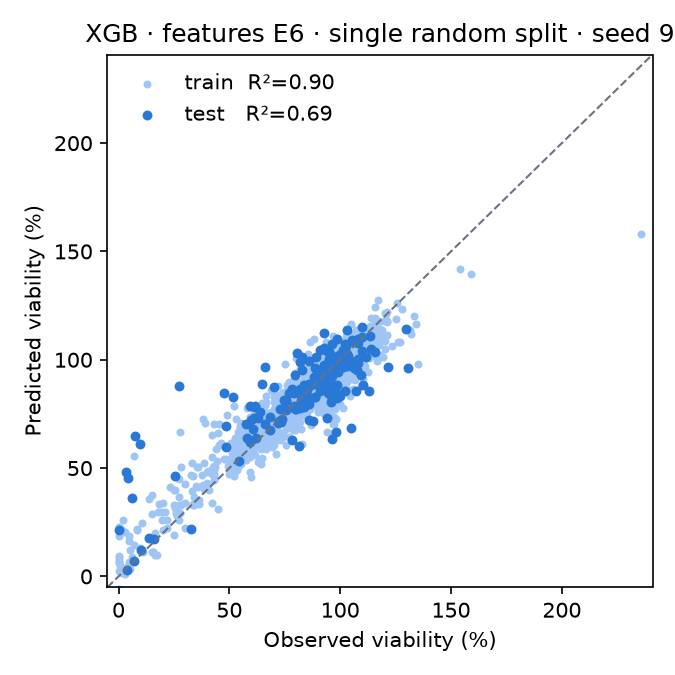 XGB · features E6 · single random split · seed 9
train R²=0.90
test R²=0.69
200
150
100
50
0
Predicted viability (%)
0 50 100 150 200
Observed viability (%)